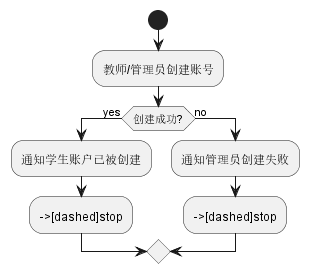 教师/管理员创建账号
yes
创建成功?
no
通知学生账户已被创建
通知管理员创建失败
->[dashed]stop
->[dashed]stop